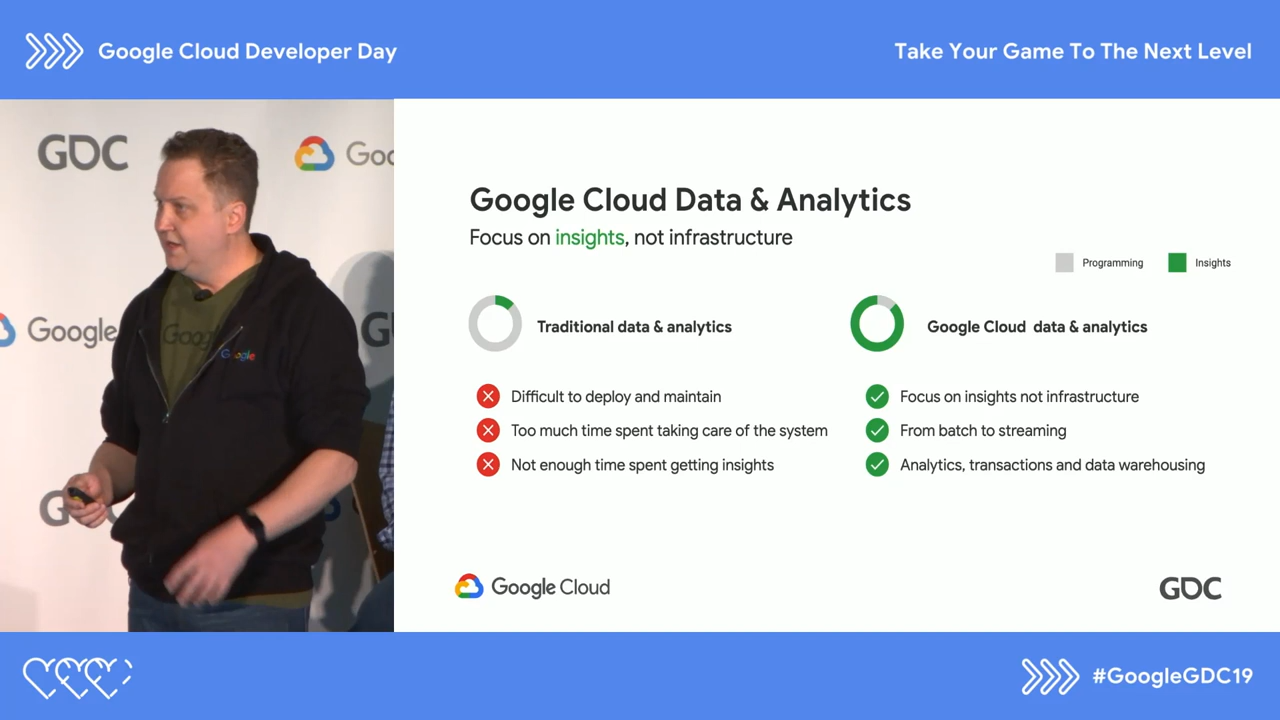 Google Cloud Developer Day
Take Your Game To The Next Level
GDC
Goo
Google
Google
Google
G
G
Google Cloud Data & Analytics
Focus on insights, not infrastructure
Programming
Insights
Traditional data & analytics
Difficult to deploy and maintain
Too much time spent taking care of the system
Not enough time spent getting insights
Google Cloud data & analytics
Focus on insights not infrastructure
From batch to streaming
Analytics, transactions and data warehousing
Google Cloud
GDC
#GoogleGDC19